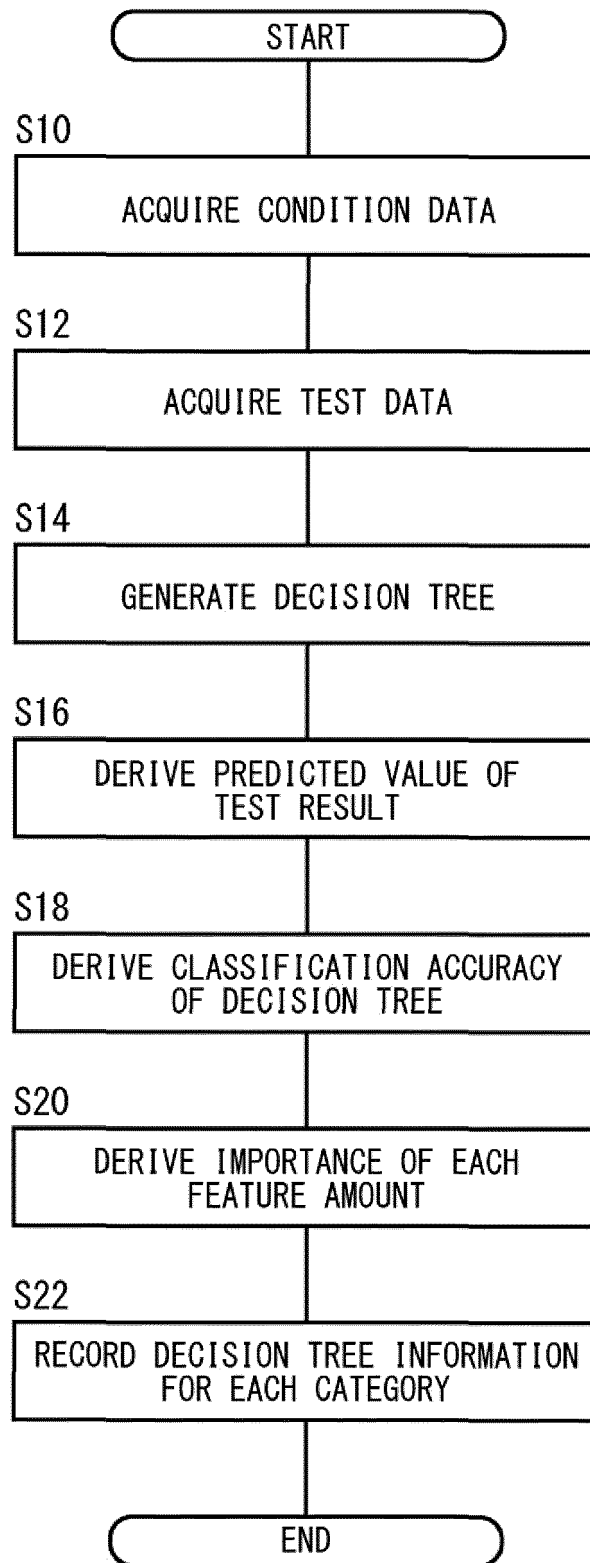 START
S10
ACQUIRE CONDITION DATA
S12
ACQUIRE TEST DATA
S14
GENERATE DECISION TREE
S16
DERIVE PREDICTED VALUE OF
TEST RESULT
S18
DERIVE CLASSIFICATION ACCURACY
OF DECISION TREE
S20
DERIVE IMPORTANCE OF EACH
FEATURE AMOUNT
S22
RECORD DECISION TREE INFORMATION
FOR EACH CATEGORY
END